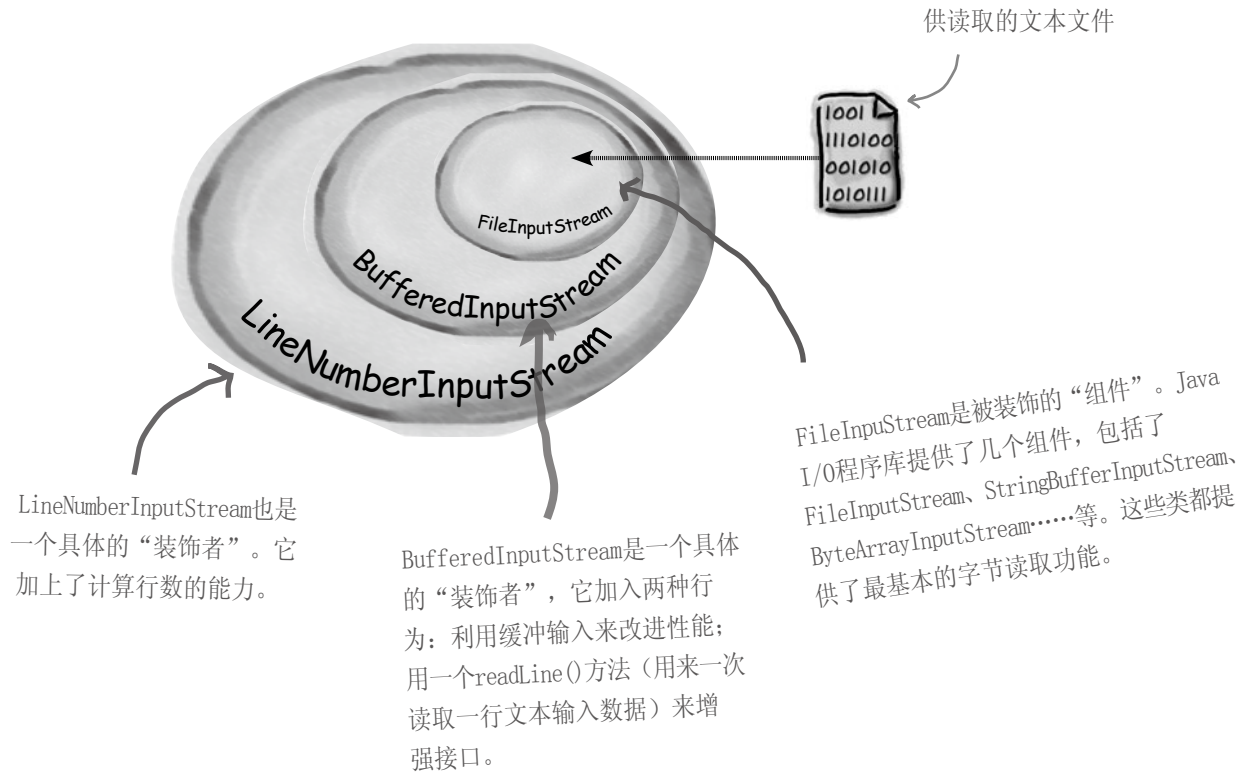 供读取的文本文件
1001
1110100
001010
1010111
FileInputStream
BufferedInputStream
LineNumberInputStream
LineNumberInputStream也是
一个具体的“装饰者”。它
加上了计算行数的能力。
BufferedInputStream是一个具体
的“装饰者”，它加入两种行
为：利用缓冲输入来改进性能；
用一个readLine()方法（用来一次
读取一行文本输入数据）来增
强接口。
FileInpuStream是被装饰的“组件”。Java
I/O程序库提供了几个组件，包括了
FileInputStream、StringBufferInputStream、
ByteArrayInputStream……等。这些类都提
供了最基本的字节读取功能。